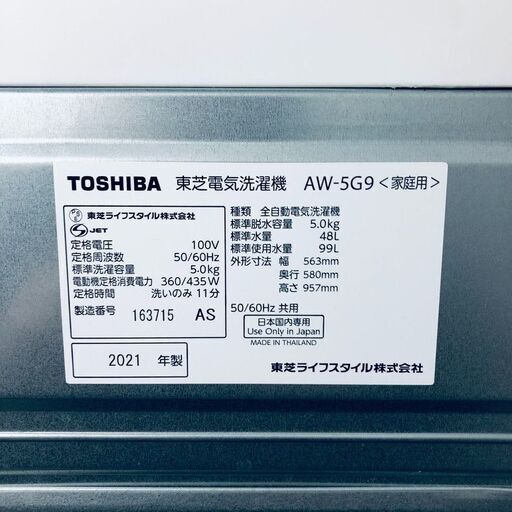 TOSHIBA 東芝電気洗濯機 AW-5G9<家庭用>
東芝ライフスタイル株式会社
JET
定格電圧 100V
定格周波数 50/60Hz
標準洗濯容量 5.0kg
電動機定格消費電力 360/435W
定格時間 洗いのみ 11分
製造番号 163715 AS
2021 年製
種類 全自動電気洗濯機
標準脱水容量 5.0kg
標準水量 48L
標準使用水量 99L
外形寸法 幅 563mm
奥行 580mm
高さ 957mm
50/60Hz 共用
日本国内専用
Use Only in Japan
MADE IN THAILAND
東芝ライフスタイル株式会社